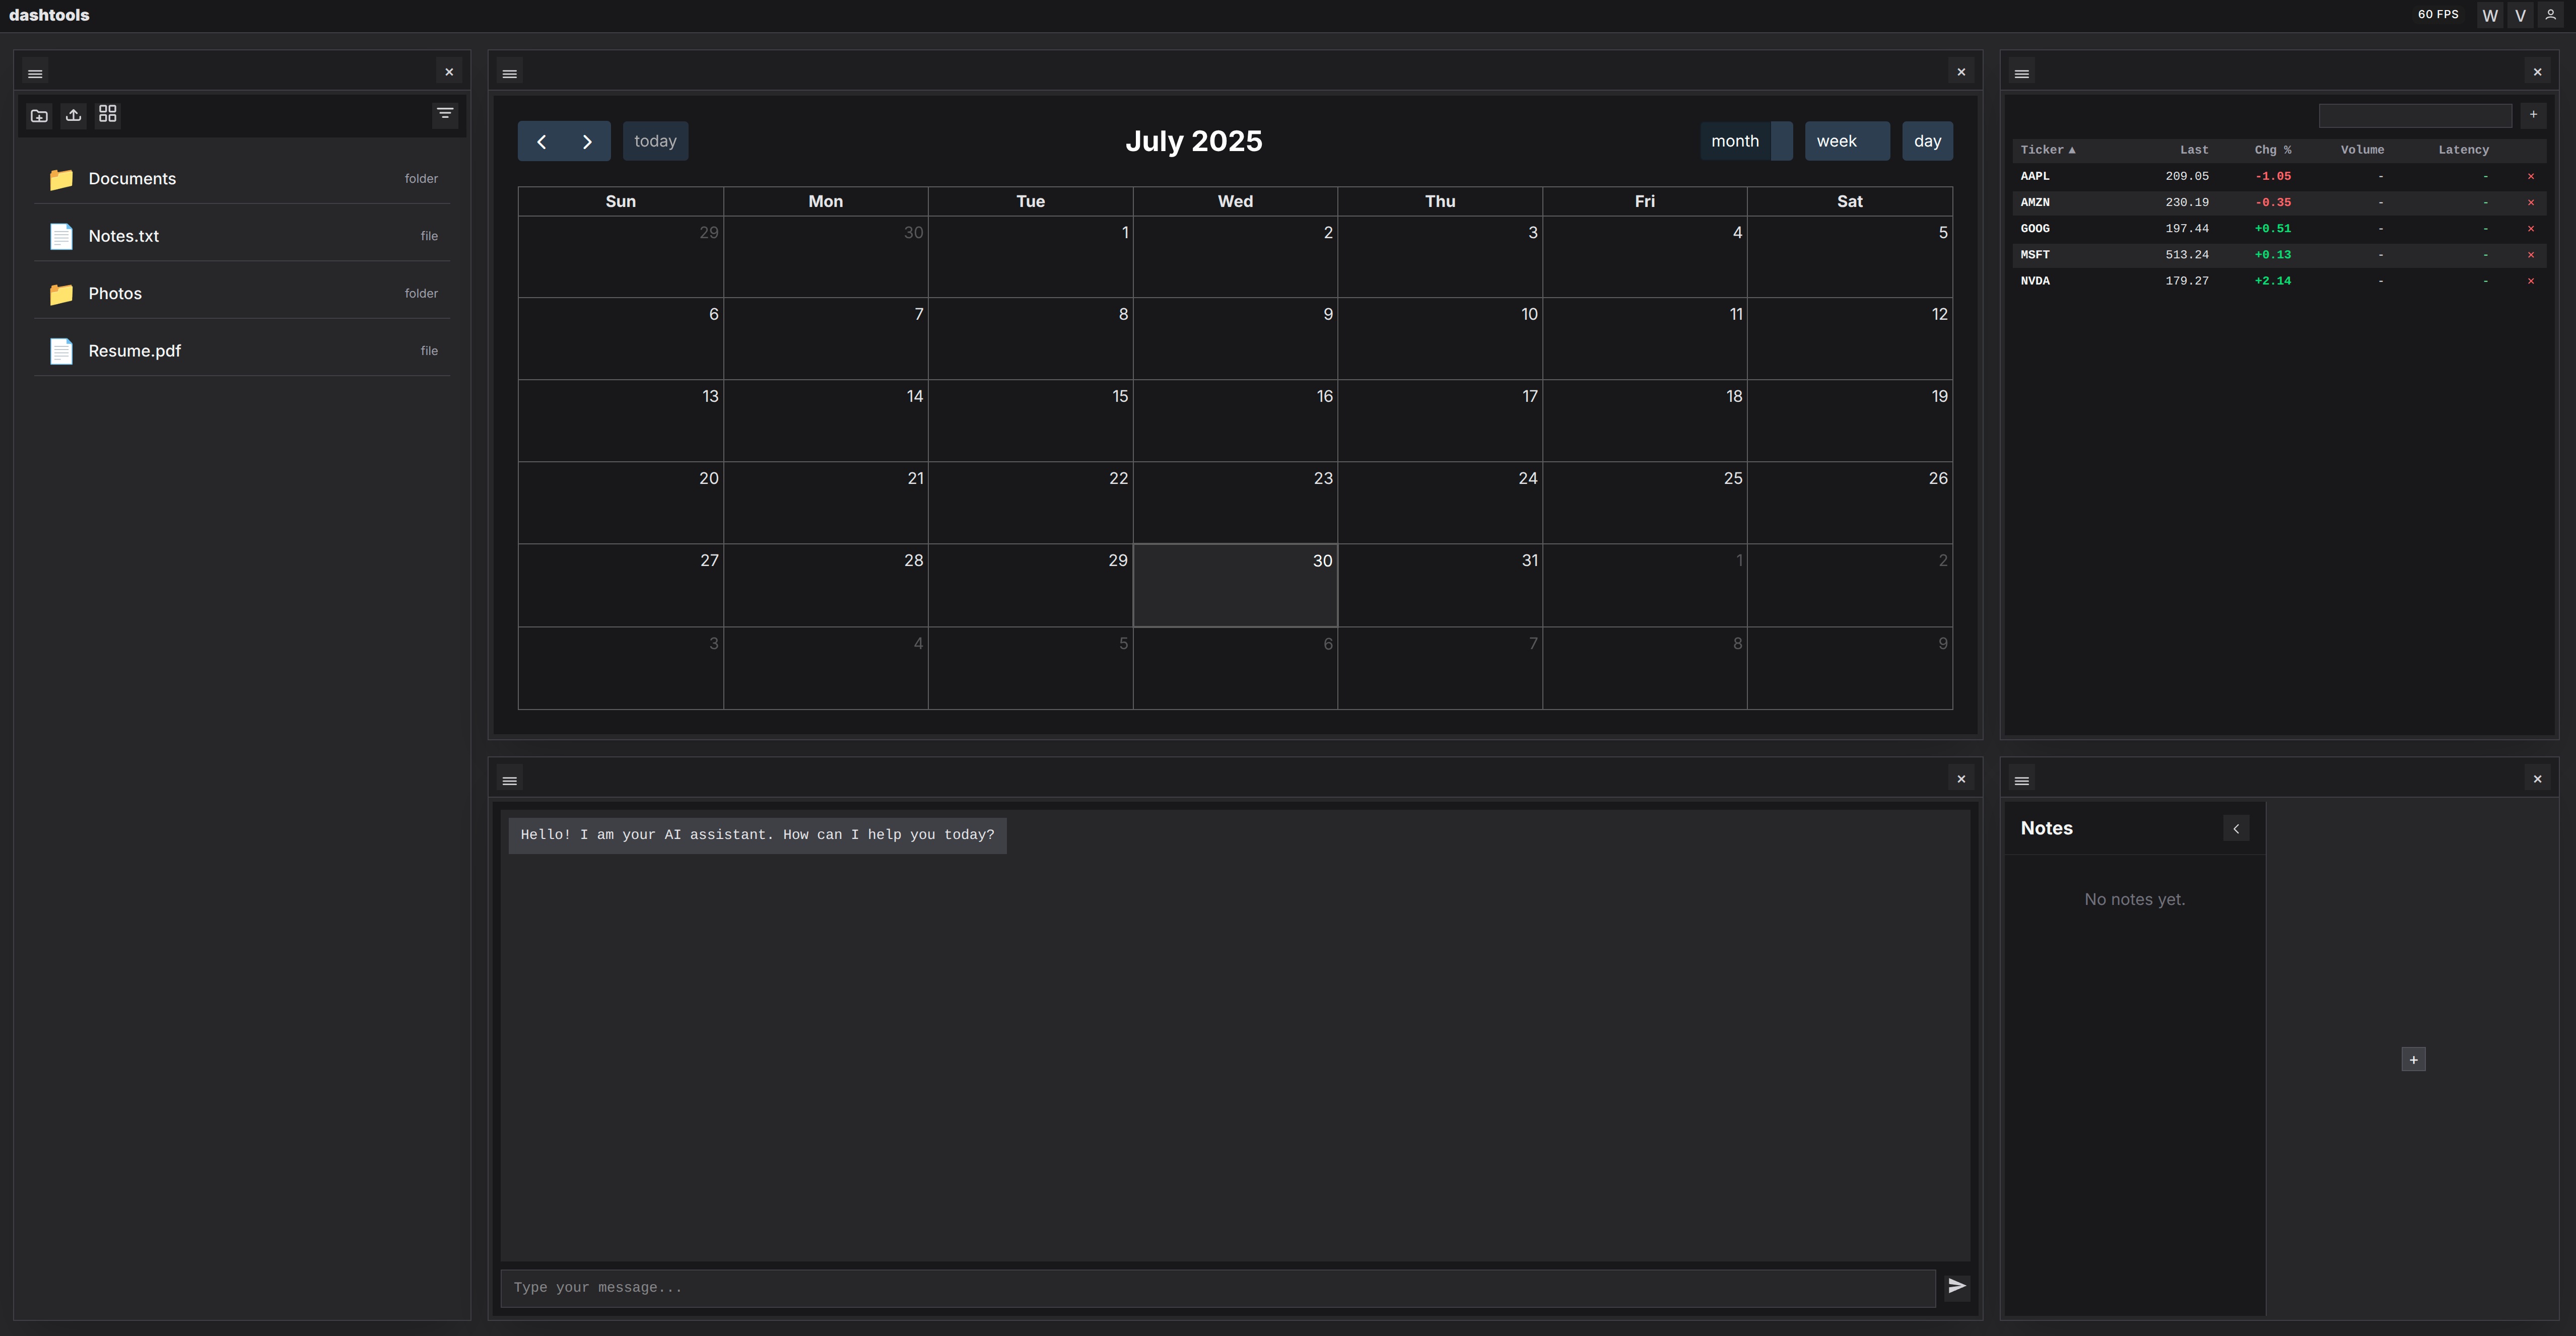 dashtools
60 FPS W V
Documents folder
Notes.txt file
Photos folder
Resume.pdf file
today July 2025 month week day
Sun Mon Tue Wed Thu Fri Sat
29 30 1 2 3 4 5
6 7 8 9 10 11 12
13 14 15 16 17 18 19
20 21 22 23 24 25 26
27 28 29 30 31 1 2
3 4 5 6 7 8 9
+
Ticker ▲ Last Chg % Volume Latency
AAPL 209.05 -1.05 - - ×
AMZN 230.19 -0.35 - - ×
GOOG 197.44 +0.51 - - ×
MSFT 513.24 +0.13 - - ×
NVDA 179.27 +2.14 - - ×
Hello! I am your AI assistant. How can I help you today?
Type your message...
Notes
No notes yet.
+